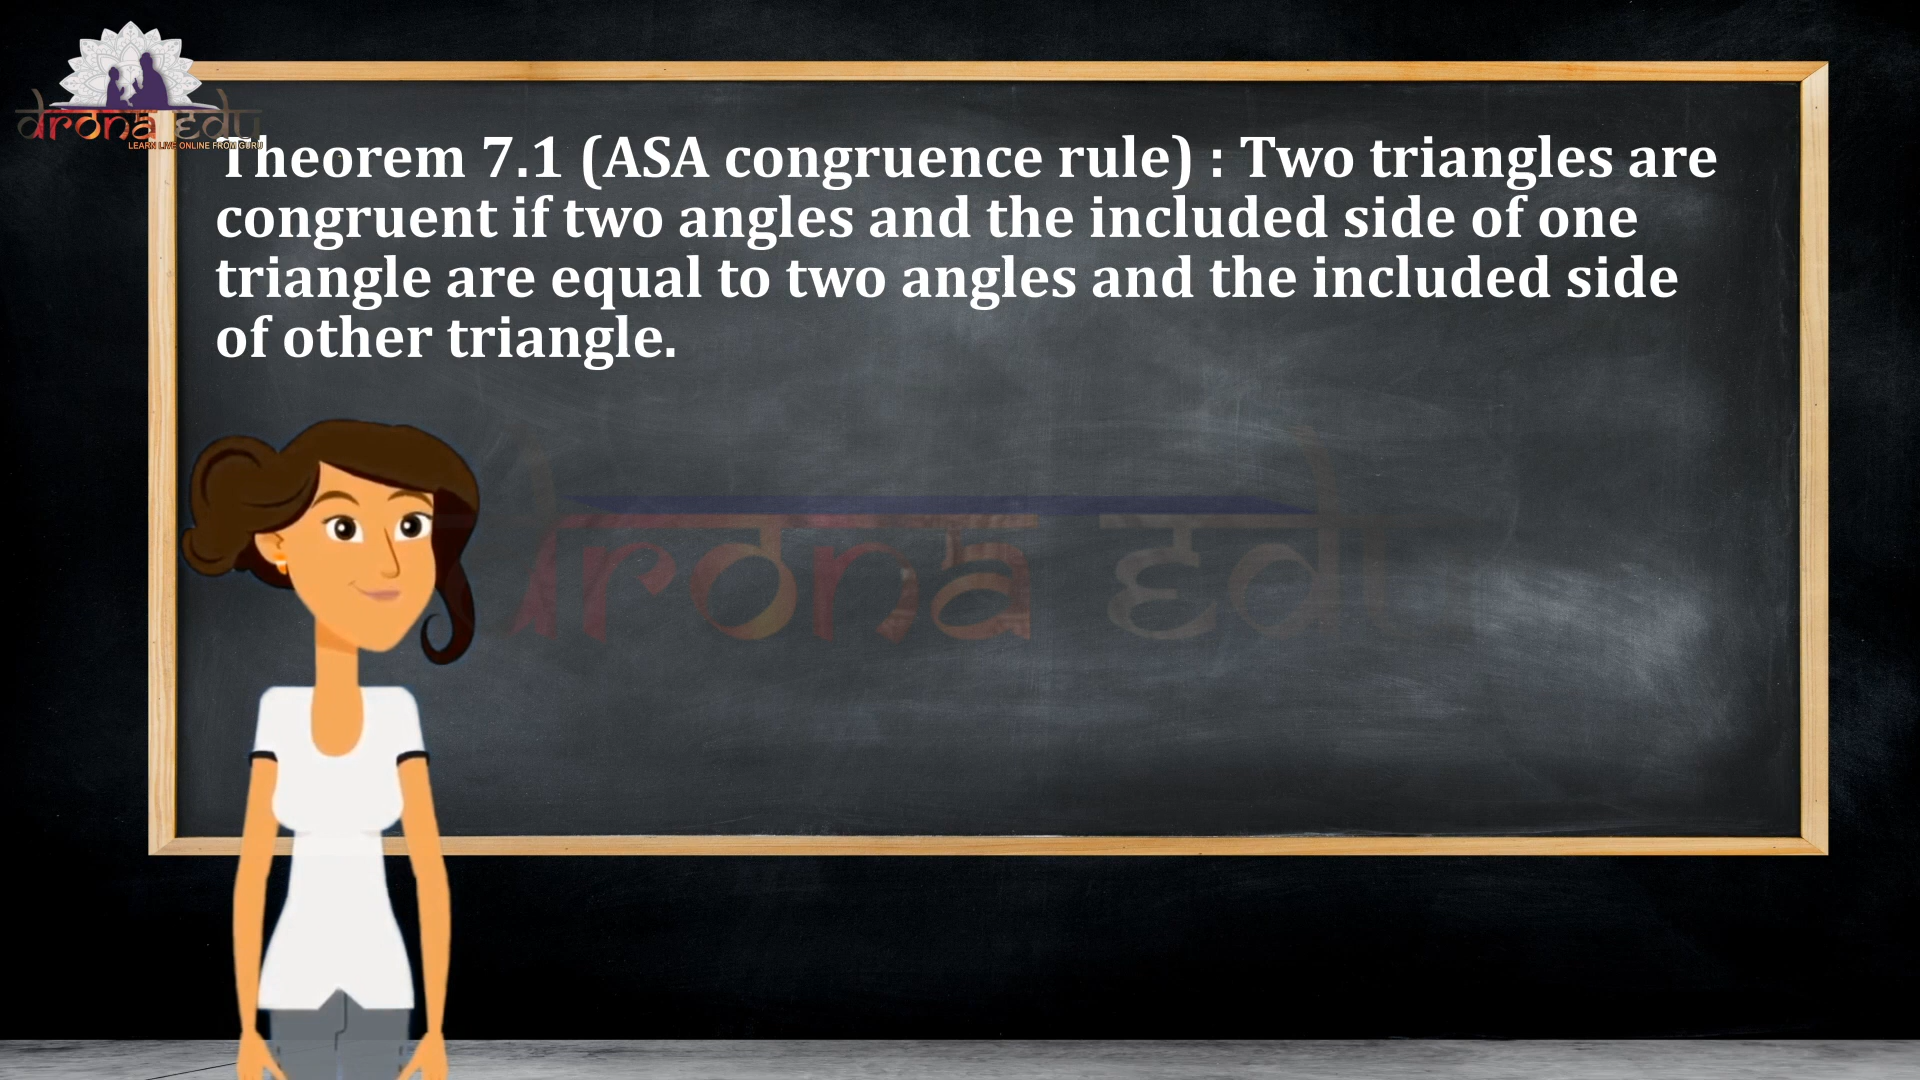 drona edu
LEARN LIVE ONLINE FROM GURU
Theorem 7.1 (ASA congruence rule) : Two triangles are
congruent if two angles and the included side of one
triangle are equal to two angles and the included side
of other triangle.
drona edu